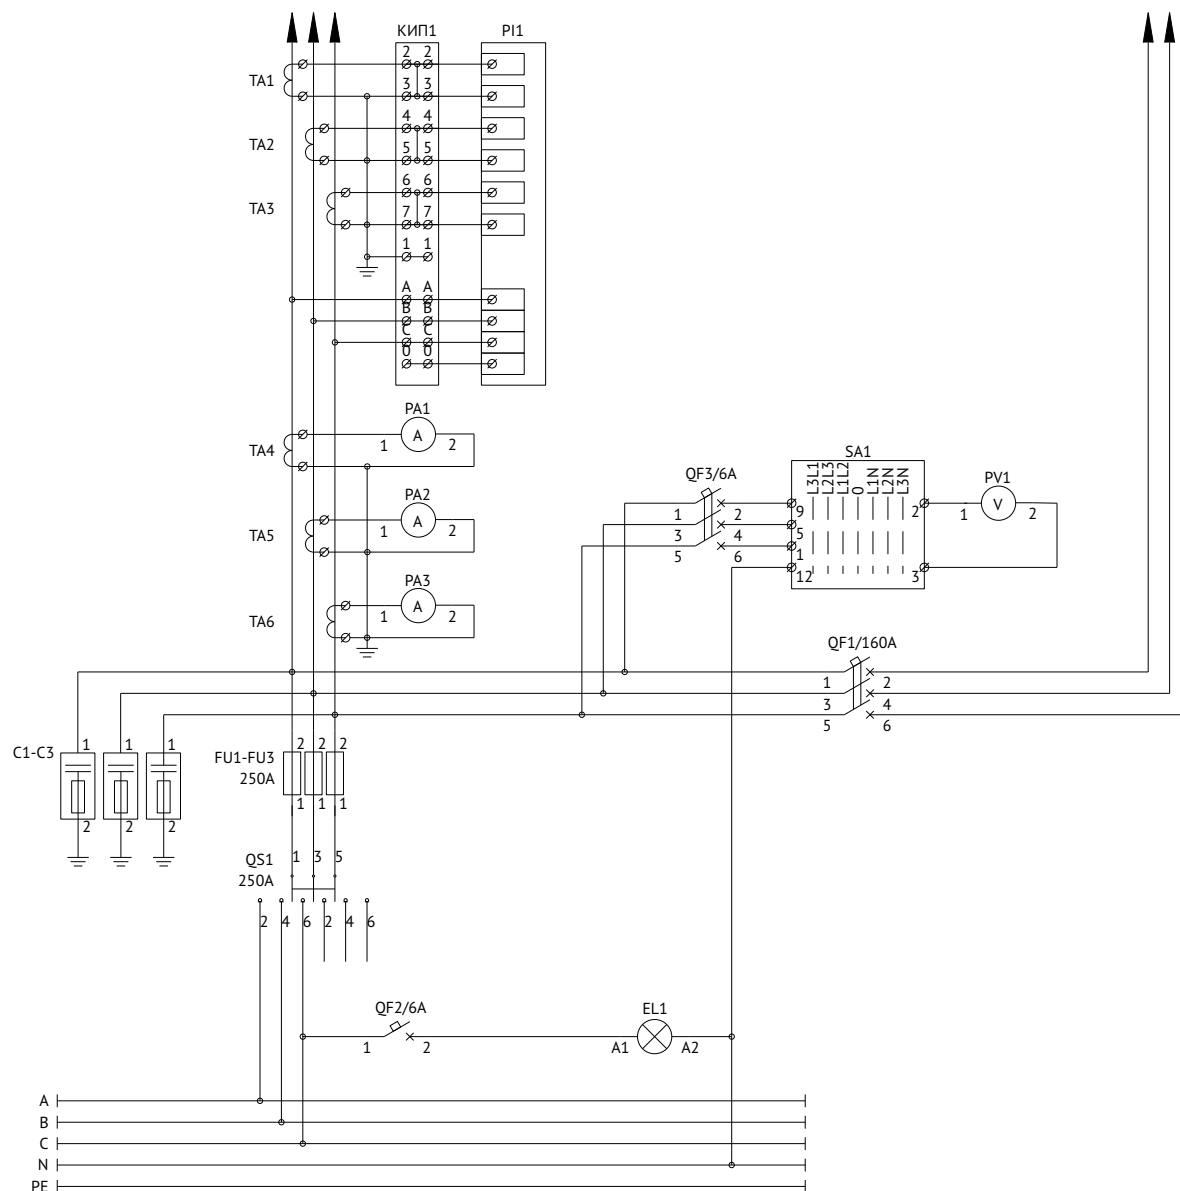 КИП1 PI1
2 2
TA1
3 3
4 4
TA2
5 5
6 6
TA3
7 7
1 1
A A
B B
C C
0 0
PA1
TA4 1 A 2
PA2
TA5 1 A 2
PA3
TA6 1 A 2
SA1
QF3/6A
L3L1 L2L3 L1L2 0 L1N L2N L3N
PV1
1 2 9 2 1 V 2
3 4 5
5 6 1
12 3
QF1/160A
1 2
3 4
5 6
C1-C3 1 1 1
2 2 2
FU1-FU3 2 2 2
250A
1 1 1
QS1 1 3 5
250A
2 4 6 2 4 6
QF2/6A EL1
1 2 A1 A2
A
B
C
N
PE